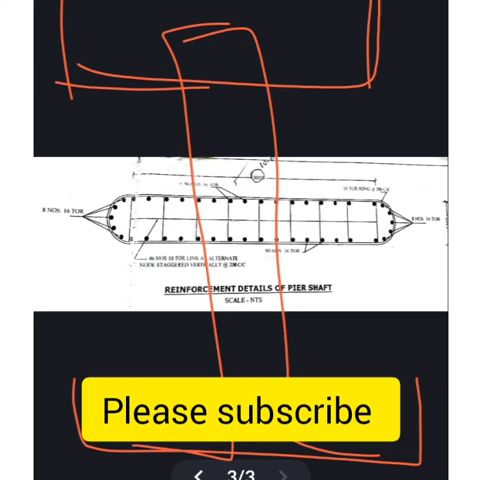 10 TOR RING @ 200 C/C
8 NOS. 16 TOR
8 NOS. 16 TOR
46 NOS 10 TOR LINK AT ALTERNATE
NODE STAGGERED VERTICALLY @ 200 C/C
REINFORCEMENT DETAILS OF PIER SHAFT
SCALE - NTS
Please subscribe
3/3